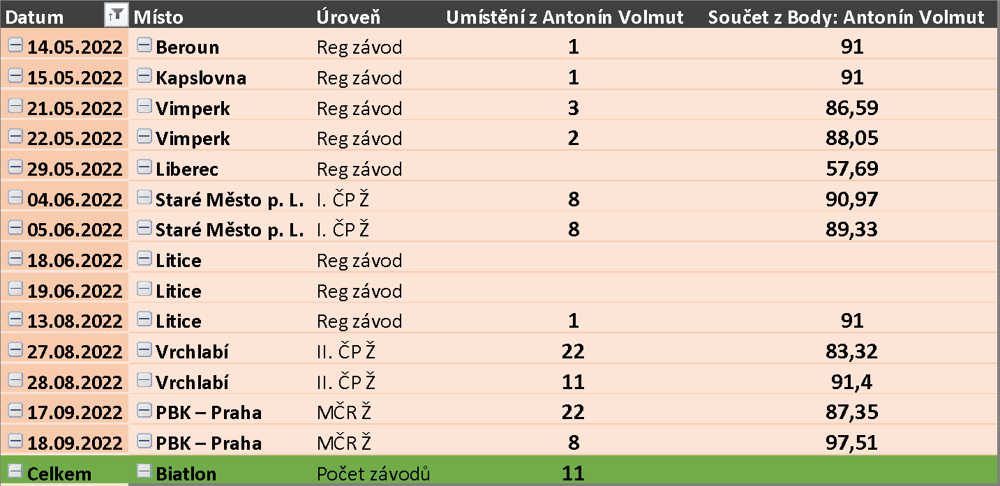 Datum Místo Úroveň Umístění z Antonín Volmut Součet z Body: Antonín Volmut
14.05.2022 Beroun Reg závod 1 91
15.05.2022 Kapslovna Reg závod 1 91
21.05.2022 Vimperk Reg závod 3 86,59
22.05.2022 Vimperk Reg závod 2 88,05
29.05.2022 Liberec Reg závod 57,69
04.06.2022 Staré Město p. L. I. ČP Ž 8 90,97
05.06.2022 Staré Město p. L. I. ČP Ž 8 89,33
18.06.2022 Litice Reg závod
19.06.2022 Litice Reg závod
13.08.2022 Litice Reg závod 1 91
27.08.2022 Vrchlabí II. ČP Ž 22 83,32
28.08.2022 Vrchlabí II. ČP Ž 11 91,4
17.09.2022 PBK – Praha MČR Ž 22 87,35
18.09.2022 PBK – Praha MČR Ž 8 97,51
Celkem Biatlon Počet závodů 11